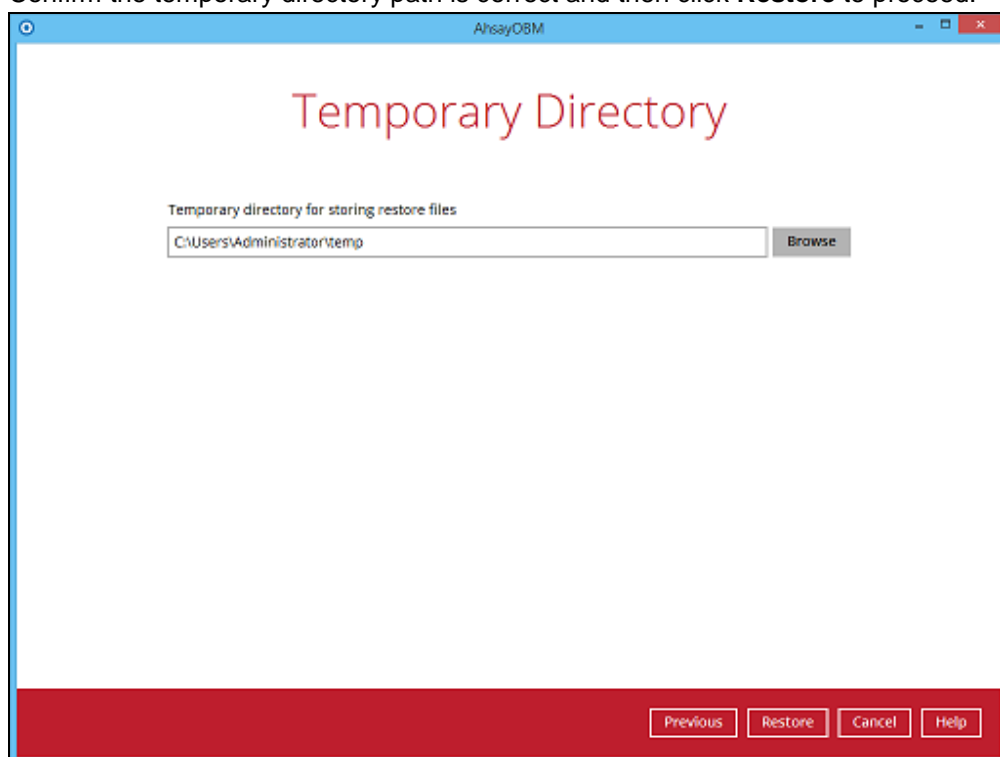 Confirm the temporary directory path is correct and then click Restore to proceed.
AhsayOBM
Temporary Directory
Temporary directory for storing restore files
C:\Users\Administrator\temp
Browse
Previous
Restore
Cancel
Help